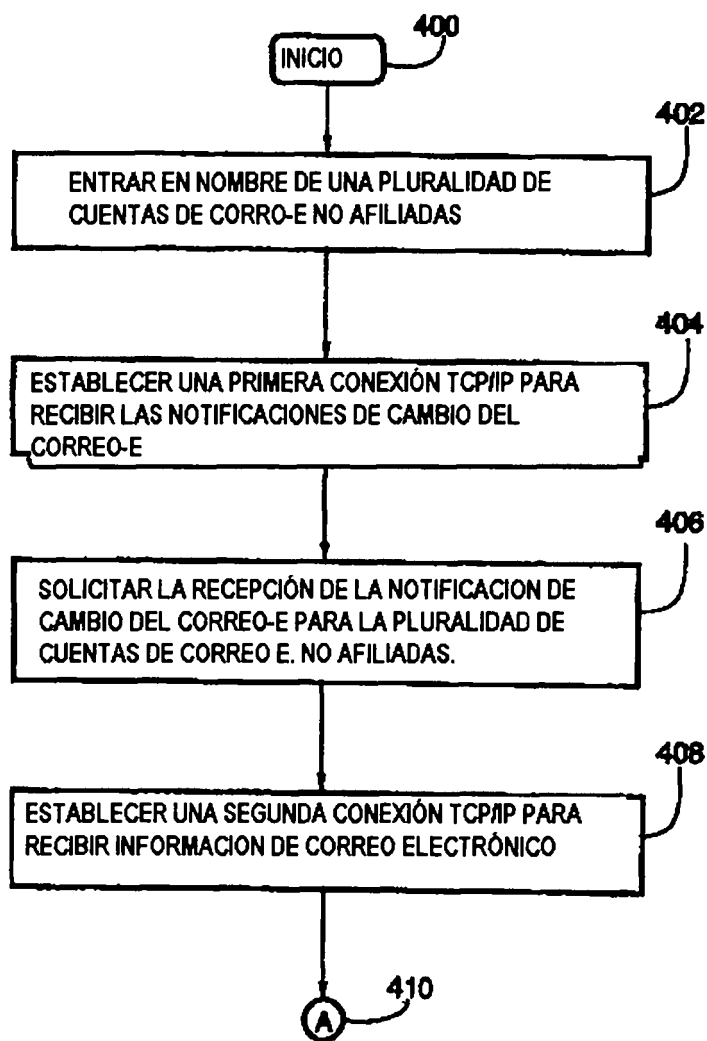 400
INICIO
402
ENTRAR EN NOMBRE DE UNA PLURALIDAD DE
CUENTAS DE CORRO-E NO AFILIADAS
404
ESTABLECER UNA PRIMERA CONEXIÓN TCP/IP PARA
RECIBIR LAS NOTIFICACIONES DE CAMBIO DEL
CORREO-E
406
SOLICITAR LA RECEPCIÓN DE LA NOTIFICACION DE
CAMBIO DEL CORREO-E PARA LA PLURALIDAD DE
CUENTAS DE CORREO E. NO AFILIADAS.
408
ESTABLECER UNA SEGUNDA CONEXIÓN TCP/IP PARA
RECIBIR INFORMACION DE CORREO ELECTRÓNICO
410
A